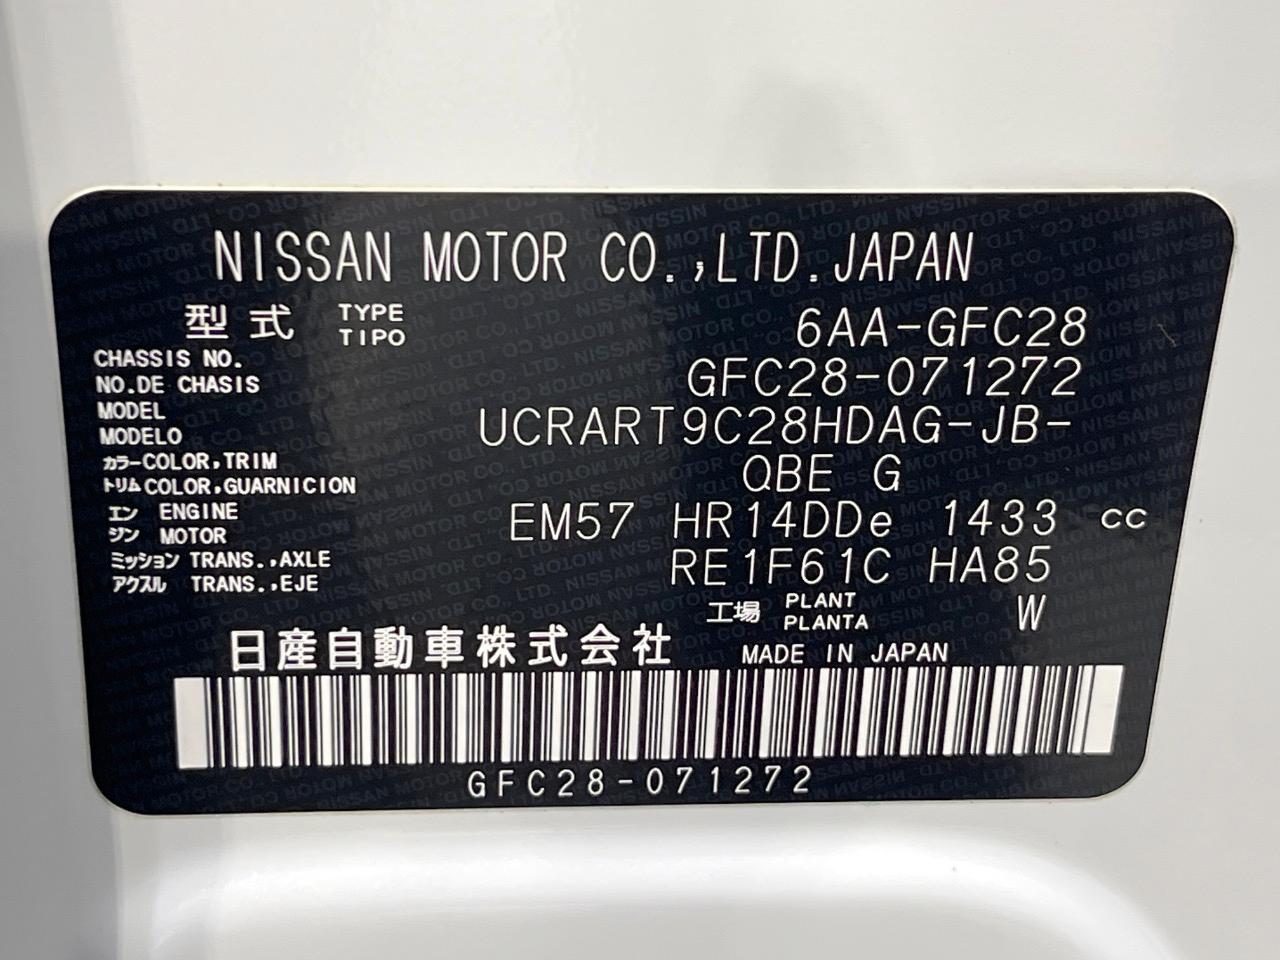 NISSAN MOTOR CO.,LTD.JAPAN
型式 TYPE TIPO 6AA-GFC28
CHASSIS NO. NO.DE CHASIS GFC28-071272
MODEL MODELO UCRART9C28HDAG-JB-
カラー COLOR,TRIM トリム COLOR,GUARNICION QBE G
エンジン ENGINE MOTOR EM57 HR14DDe 1433 cc
ミッション TRANS.,AXLE アクスル TRANS.,EJE RE1F61C HA85
工場 PLANT PLANTA W
日産自動車株式会社 MADE IN JAPAN
GFC28-071272